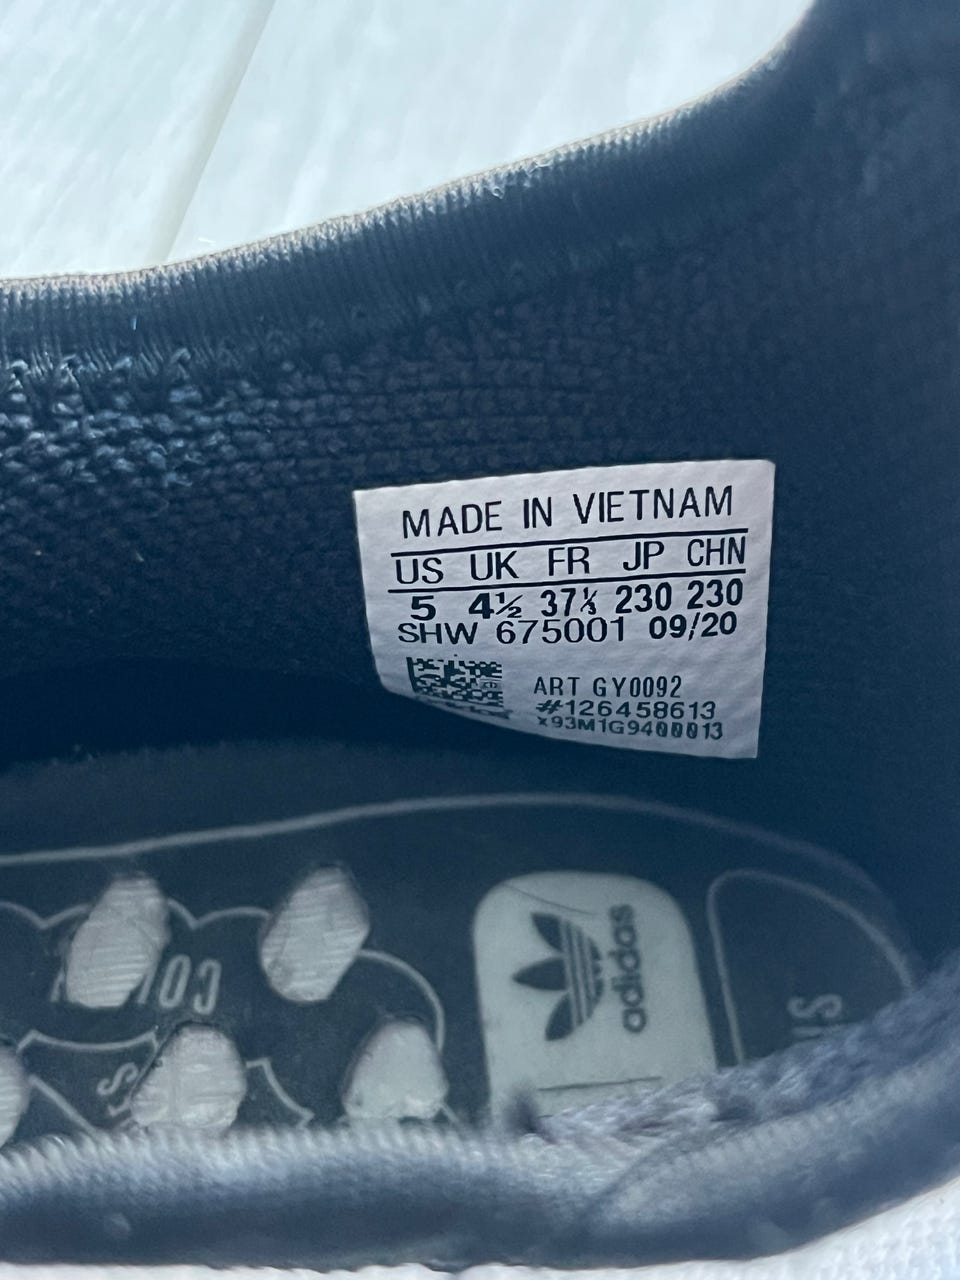 MADE IN VIETNAM
US UK FR JP CHN
5 4½ 37⅓ 230 230
SHW 675001 09/20
ART GY0092
#126458613
x93M1G9400013
adidas